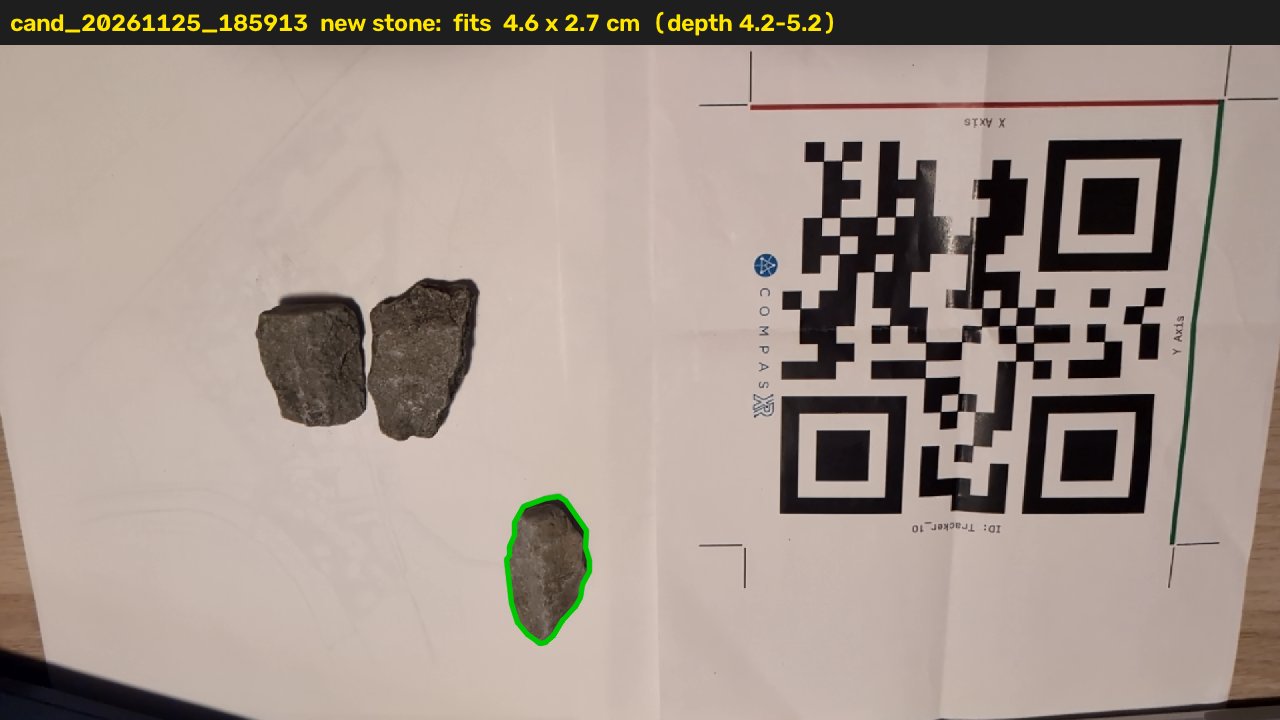 cand_20261125_185913 new stone: fits 4.6 x 2.7 cm (depth 4.2-5.2)
X Axis
COMPAS XR
Y Axis
ID: Tracker_10